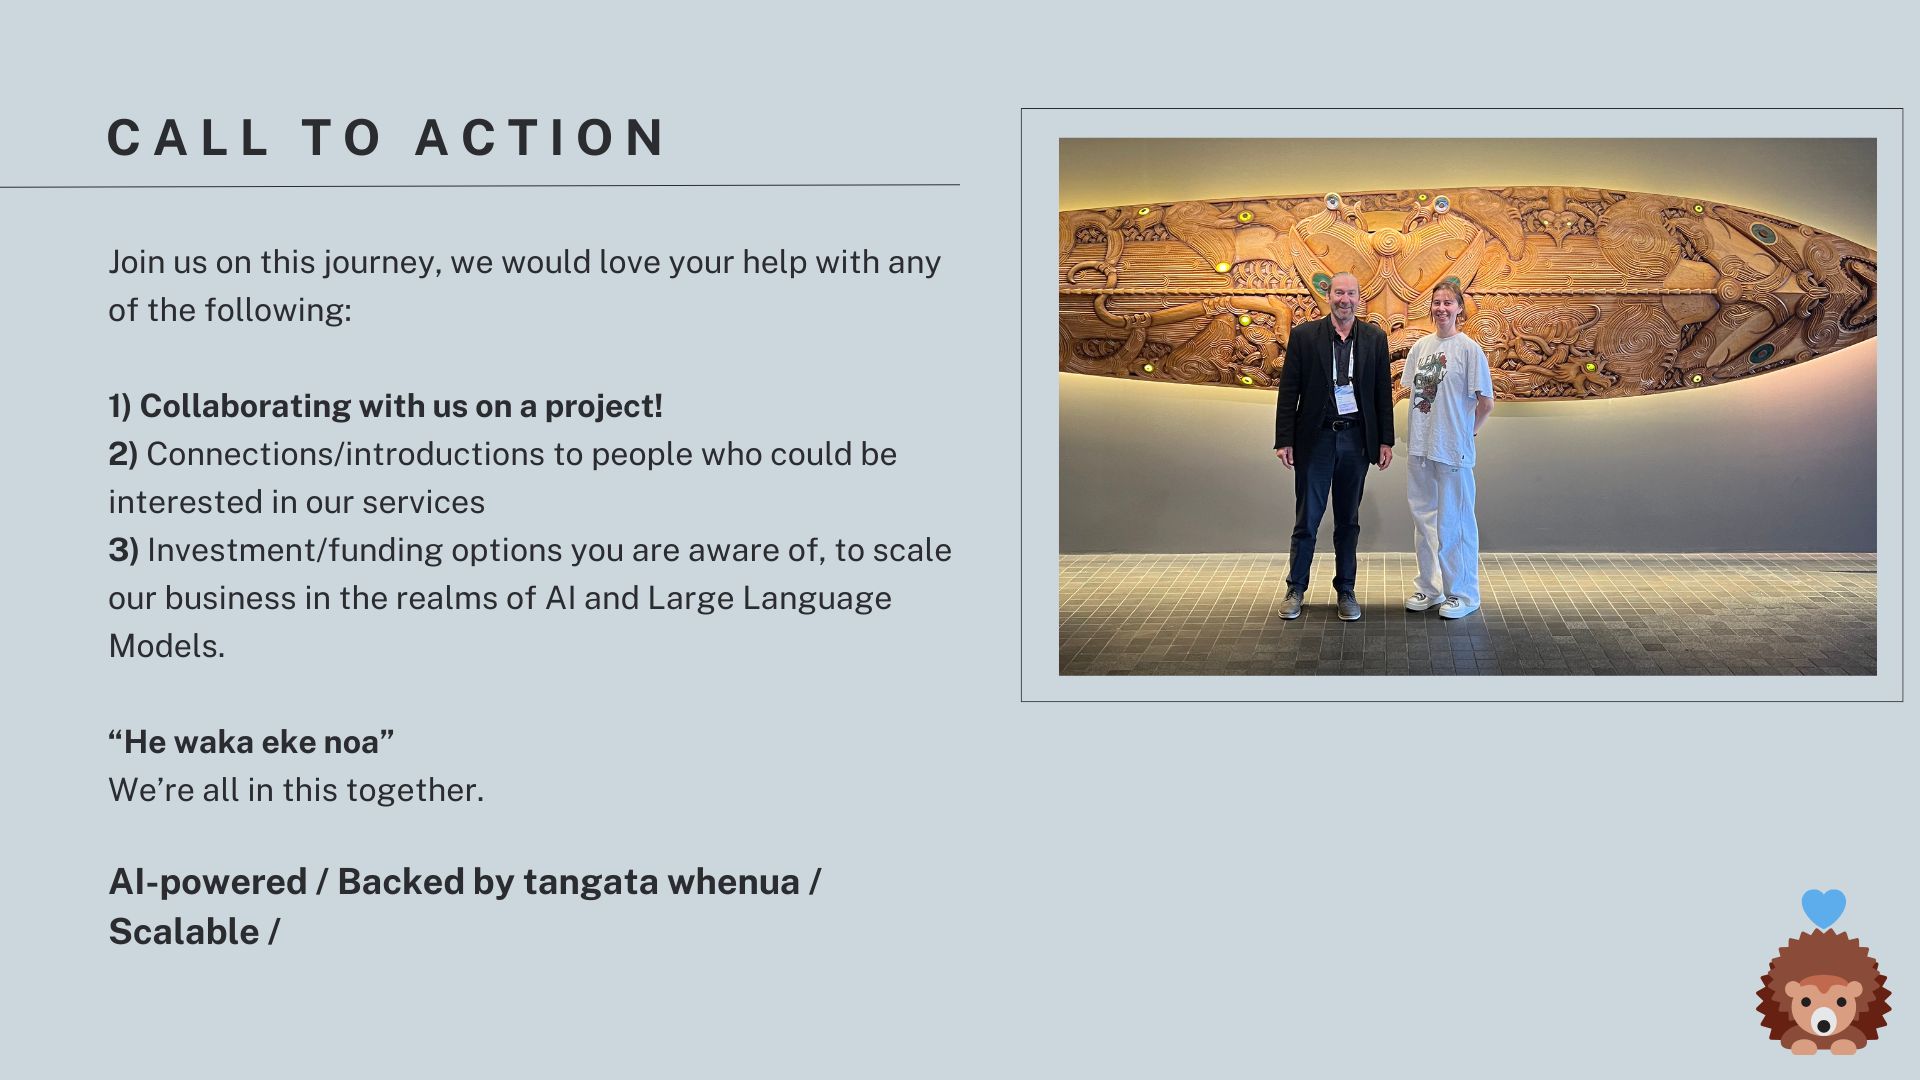 CALL TO ACTION
Join us on this journey, we would love your help with any
of the following:
1) Collaborating with us on a project!
2) Connections/introductions to people who could be
interested in our services
3) Investment/funding options you are aware of, to scale
our business in the realms of AI and Large Language
Models.
“He waka eke noa”
We’re all in this together.
AI-powered / Backed by tangata whenua /
Scalable /